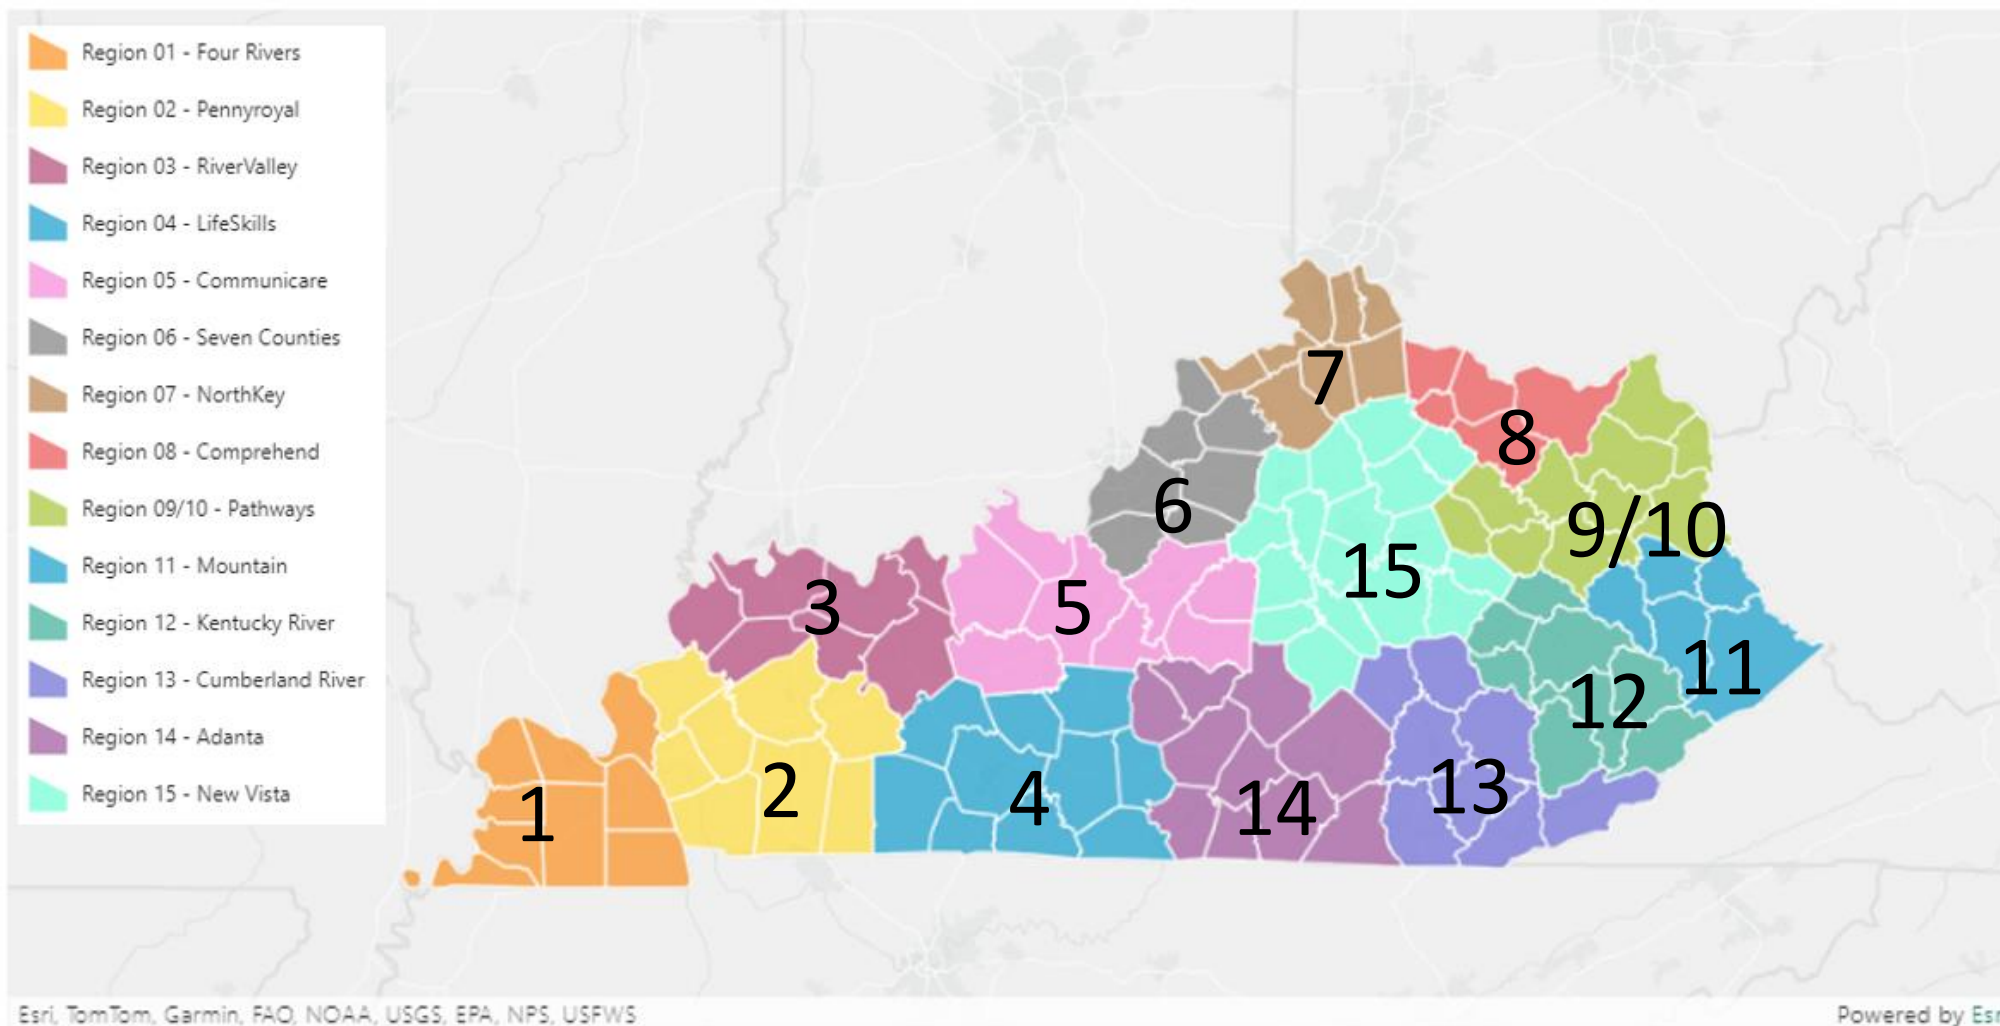 Region 01 - Four Rivers
Region 02 - Pennyroyal
Region 03 - RiverValley
Region 04 - LifeSkills
Region 05 - Communicare
Region 06 - Seven Counties
Region 07 - NorthKey
Region 08 - Comprehend
Region 09/10 - Pathways
Region 11 - Mountain
Region 12 - Kentucky River
Region 13 - Cumberland River
Region 14 - Adanta
Region 15 - New Vista
7
8
6
9/10
15
3
5
11
12
2
4
13
1
14
Esri, TomTom, Garmin, FAO, NOAA, USGS, EPA, NPS, USFWS
Powered by Esr